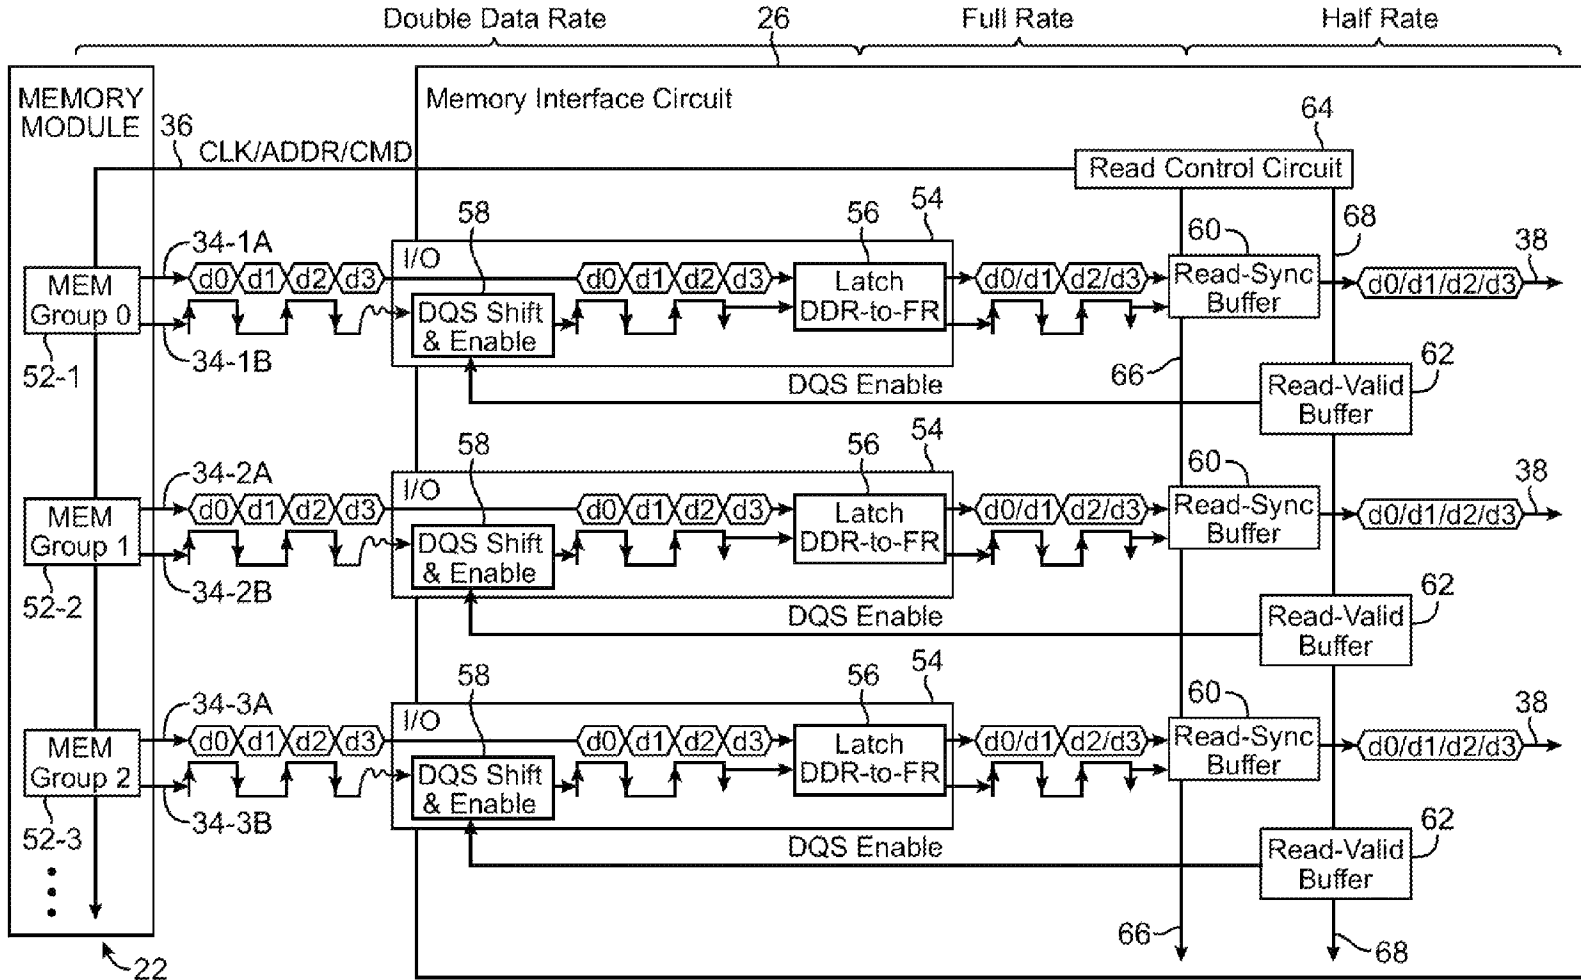 Double Data Rate
26
Full Rate
Half Rate
MEMORY
MODULE
36
CLK/ADDR/CMD
Memory Interface Circuit
64
Read Control Circuit
34-1A
58
56
54
60
68
38
I/O
MEM
Group 0
d0 d1 d2 d3
DQS Shift
& Enable
d0 d1 d2 d3
Latch
DDR-to-FR
d0/d1 d2/d3
Read-Sync
Buffer
d0/d1/d2/d3
52-1
34-1B
DQS Enable
66
62
Read-Valid
Buffer
34-2A
58
56
54
60
38
I/O
MEM
Group 1
d0 d1 d2 d3
DQS Shift
& Enable
d0 d1 d2 d3
Latch
DDR-to-FR
d0/d1 d2/d3
Read-Sync
Buffer
d0/d1/d2/d3
52-2
34-2B
DQS Enable
62
Read-Valid
Buffer
34-3A
58
56
54
60
38
I/O
MEM
Group 2
d0 d1 d2 d3
DQS Shift
& Enable
d0 d1 d2 d3
Latch
DDR-to-FR
d0/d1 d2/d3
Read-Sync
Buffer
d0/d1/d2/d3
52-3
34-3B
DQS Enable
62
Read-Valid
Buffer
66
68
22